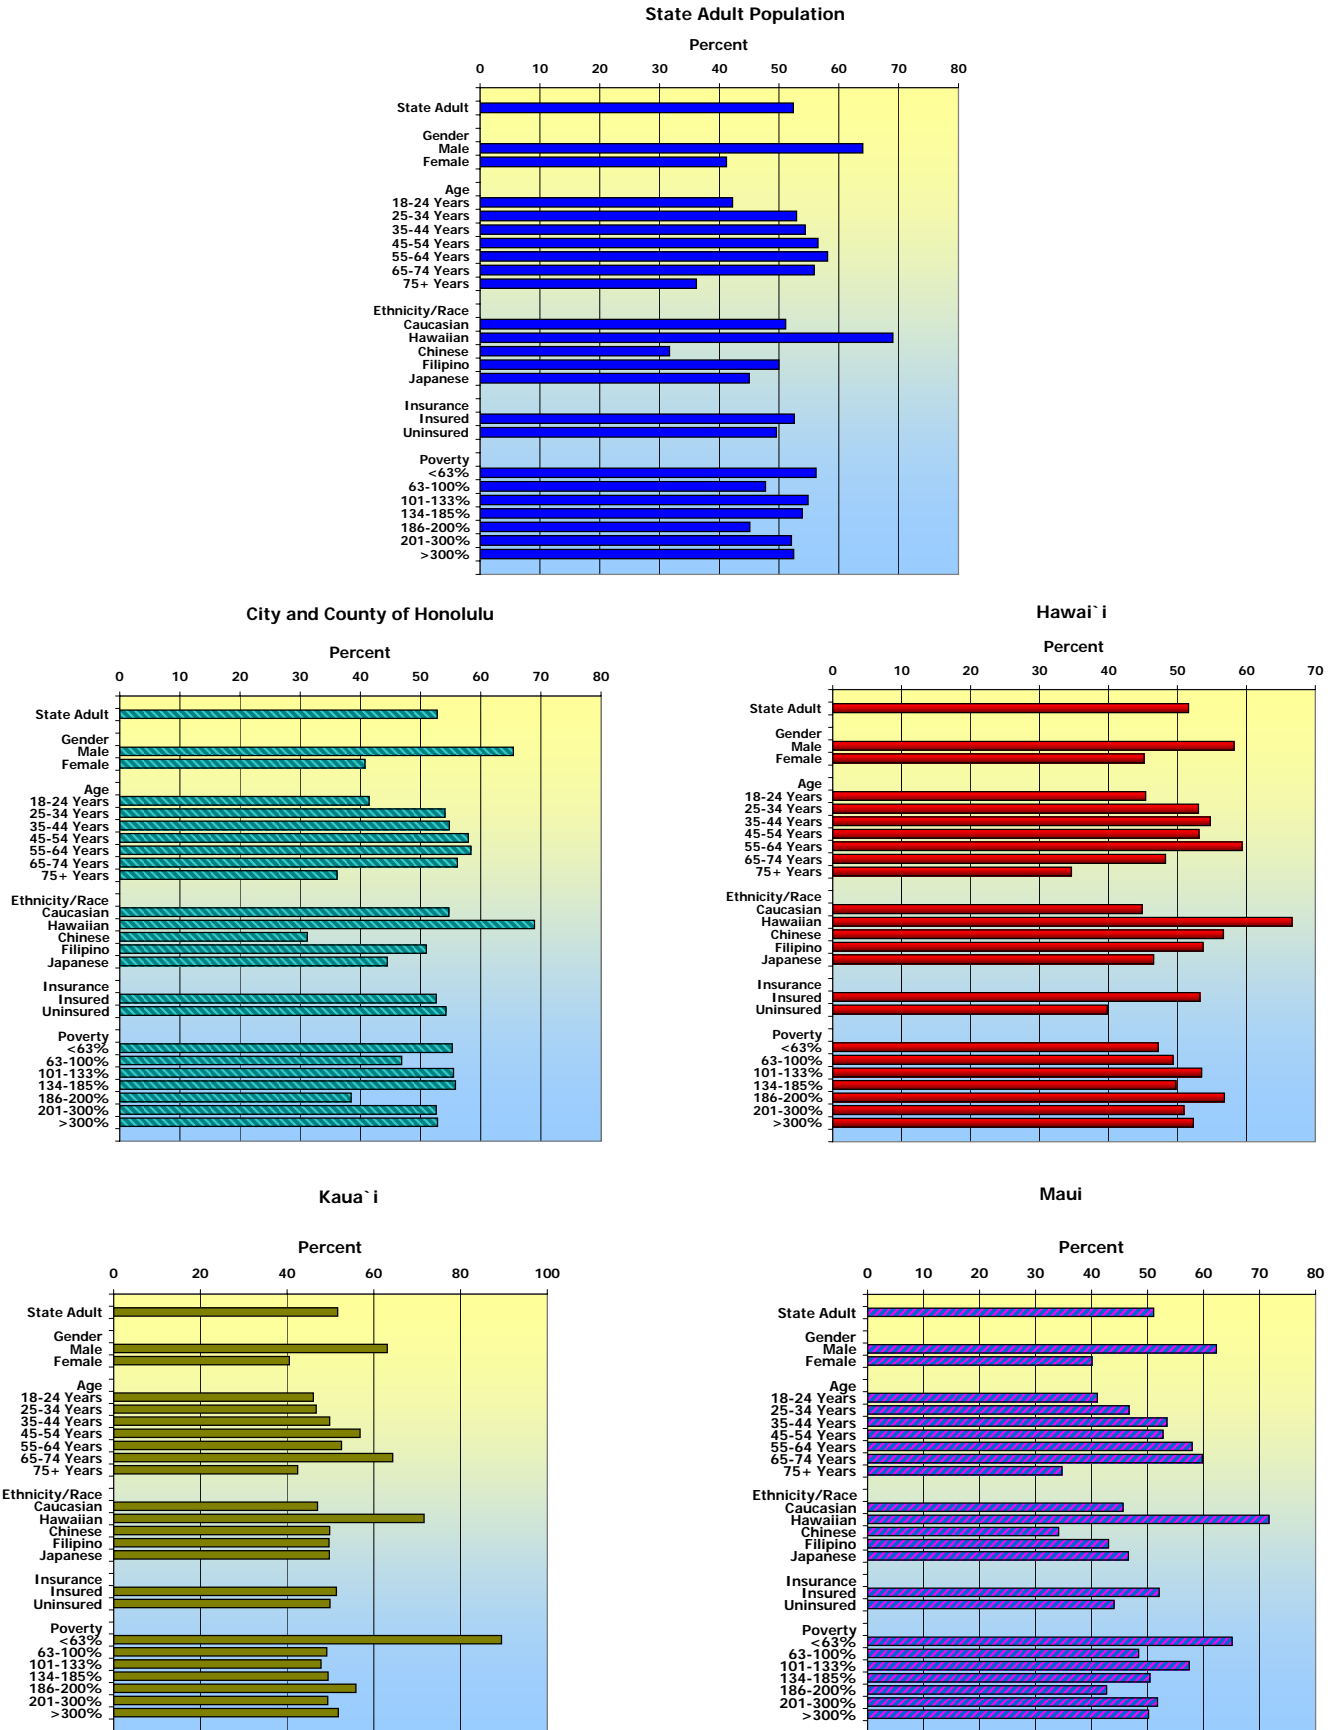 State Adult Population
Percent
0 10 20 30 40 50 60 70 80
State Adult
Gender
Male
Female
Age
18-24 Years
25-34 Years
35-44 Years
45-54 Years
55-64 Years
65-74 Years
75+ Years
Ethnicity/Race
Caucasian
Hawaiian
Chinese
Filipino
Japanese
Insurance
Insured
Uninsured
Poverty
<63%
63-100%
101-133%
134-185%
186-200%
201-300%
>300%
City and County of Honolulu
Percent
0 10 20 30 40 50 60 70 80
State Adult
Gender
Male
Female
Age
18-24 Years
25-34 Years
35-44 Years
45-54 Years
55-64 Years
65-74 Years
75+ Years
Ethnicity/Race
Caucasian
Hawaiian
Chinese
Filipino
Japanese
Insurance
Insured
Uninsured
Poverty
<63%
63-100%
101-133%
134-185%
186-200%
201-300%
>300%
Hawai`i
Percent
0 10 20 30 40 50 60 70
State Adult
Gender
Male
Female
Age
18-24 Years
25-34 Years
35-44 Years
45-54 Years
55-64 Years
65-74 Years
75+ Years
Ethnicity/Race
Caucasian
Hawaiian
Chinese
Filipino
Japanese
Insurance
Insured
Uninsured
Poverty
<63%
63-100%
101-133%
134-185%
186-200%
201-300%
>300%
Kaua`i
Percent
0 20 40 60 80 100
State Adult
Gender
Male
Female
Age
18-24 Years
25-34 Years
35-44 Years
45-54 Years
55-64 Years
65-74 Years
75+ Years
Ethnicity/Race
Caucasian
Hawaiian
Chinese
Filipino
Japanese
Insurance
Insured
Uninsured
Poverty
<63%
63-100%
101-133%
134-185%
186-200%
201-300%
>300%
Maui
Percent
0 10 20 30 40 50 60 70 80
State Adult
Gender
Male
Female
Age
18-24 Years
25-34 Years
35-44 Years
45-54 Years
55-64 Years
65-74 Years
75+ Years
Ethnicity/Race
Caucasian
Hawaiian
Chinese
Filipino
Japanese
Insurance
Insured
Uninsured
Poverty
<63%
63-100%
101-133%
134-185%
186-200%
201-300%
>300%